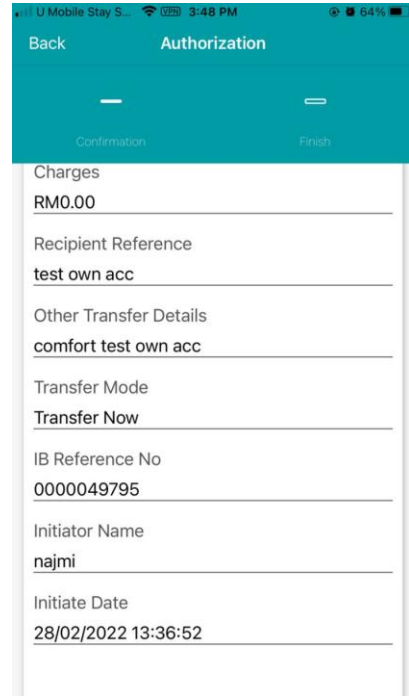 U Mobile Stay S... VPN 3:48 PM 64%
Back Authorization
Confirmation Finish
Charges
RM0.00
Recipient Reference
test own acc
Other Transfer Details
comfort test own acc
Transfer Mode
Transfer Now
IB Reference No
0000049795
Initiator Name
najmi
Initiate Date
28/02/2022 13:36:52